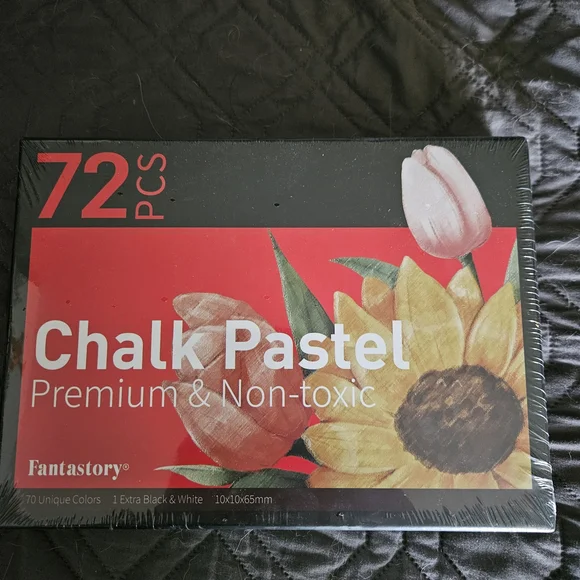 72 PCS
Chalk Pastel
Premium & Non-toxic
Fantastory®
70 Unique Colors 1 Extra Black & White 10x10x65mm